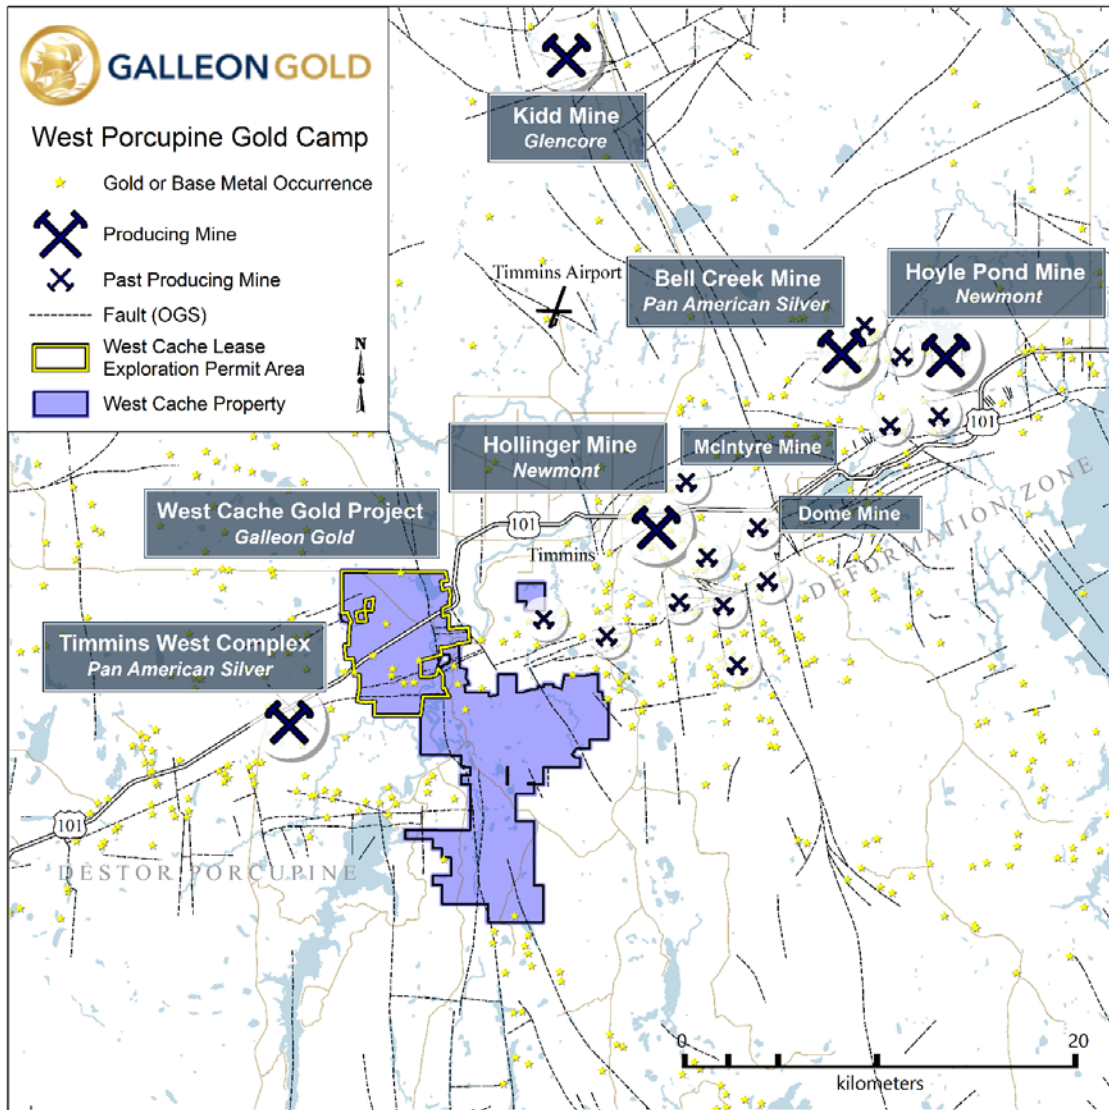 GALLEON GOLD
West Porcupine Gold Camp
Gold or Base Metal Occurrence
Producing Mine
Past Producing Mine
Fault (OGS)
West Cache Lease
Exploration Permit Area
West Cache Property
N
Kidd Mine
Glencore
Timmins Airport
Bell Creek Mine
Pan American Silver
Hoyle Pond Mine
Newmont
101
Hollinger Mine
Newmont
McIntyre Mine
West Cache Gold Project
Galleon Gold
101
Dome Mine
Timmins
DEFORMATION ZONE
Timmins West Complex
Pan American Silver
101
DESTOR PORCUPINE
0
20
kilometers